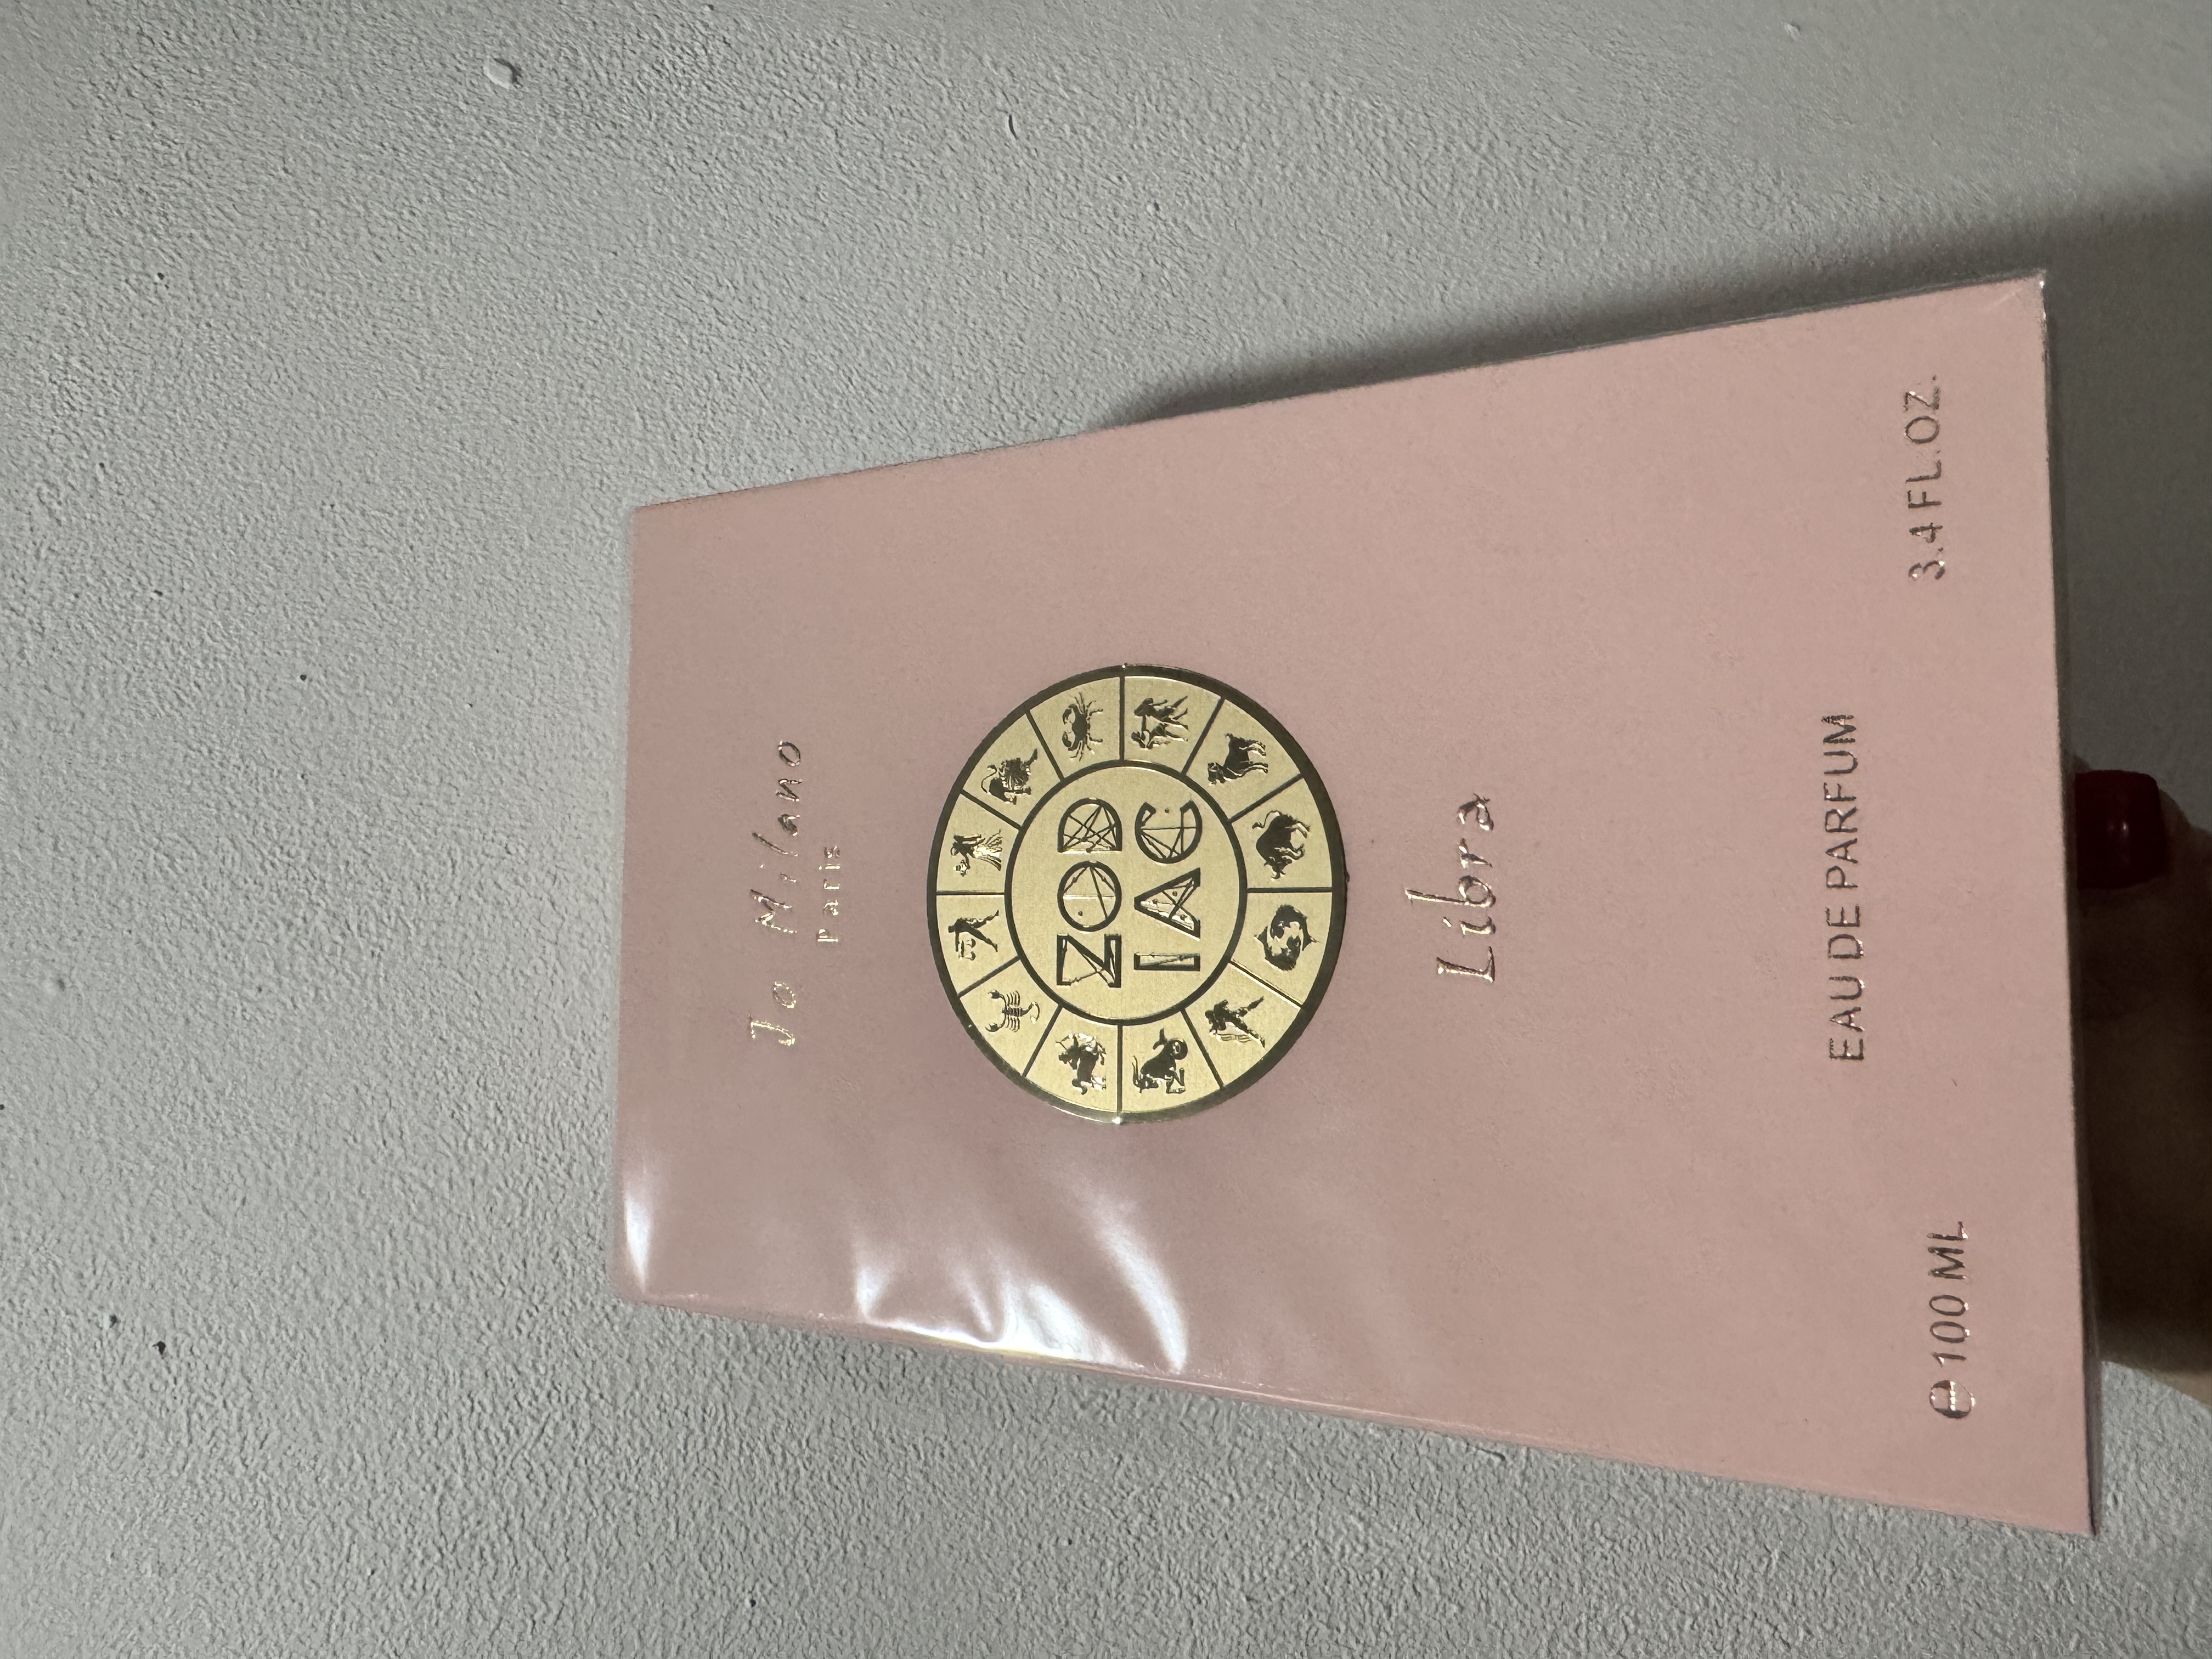 Jo Milano
Paris
ZOD
IAC
Libra
EAU DE PARFUM
℮ 100 ML
3.4 FL.OZ.